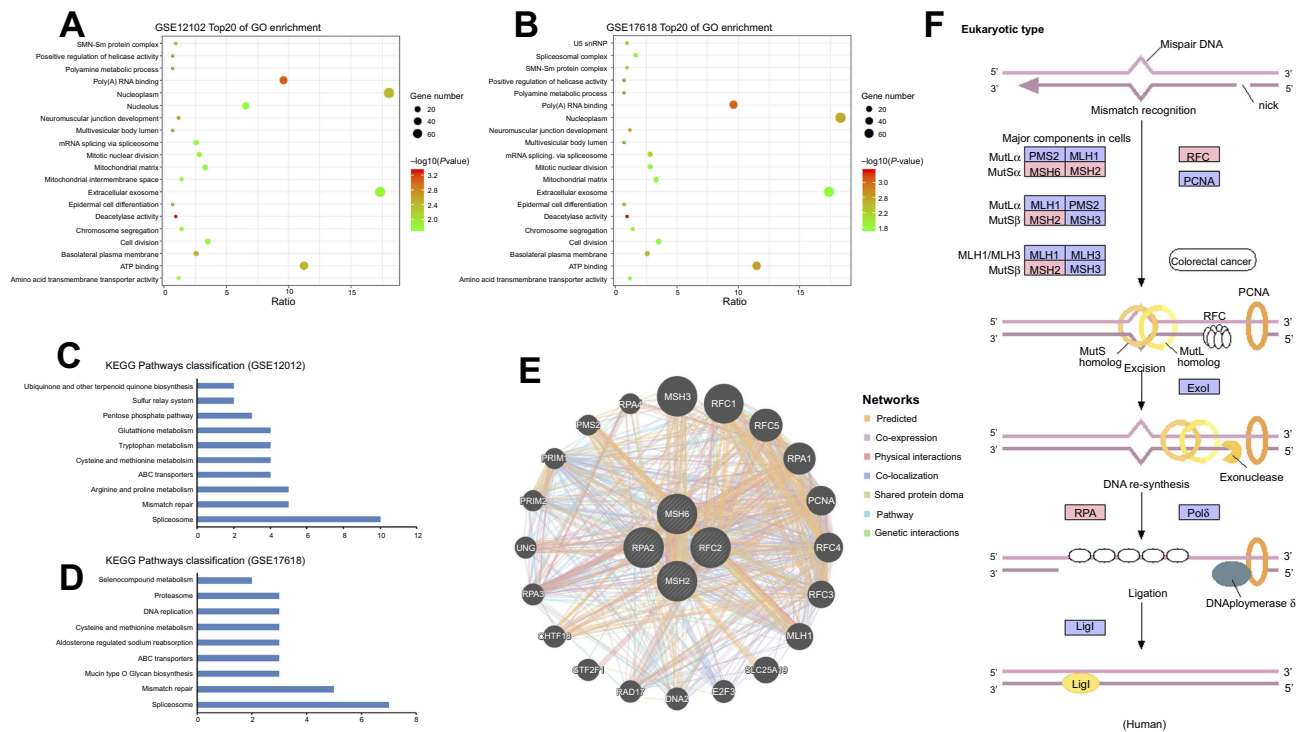 A
GSE12102 Top20 of GO enrichment
SMN-Sm protein complex
Poseitive regulation of helicase activity
Polyamine metabolic process
Poly(A) RNA binding
Nucleoplasm
Nucleolus
Neuromuscular junction development
Multivesicular body lumen
mRNA splicing via spliceosome
Mitotic nuclear division
Mitochondrial matrix
Mitochondrial intermembrane space
Extracellular exosome
Epidermal cell differentiation
Deacetylase activity
Chromosome segregation
Cell division
Basolateral plasma membrane
ATP binding
Amino acid transmembrane transporter activity
0
5
10
15
Ratio
Gene number
20
40
60
–log10(P-value)
3.2
2.8
2.4
2.0
B
GSE17618 Top20 of GO enrichment
U5 snRNP
Spliceosomal complex
SMN-Sm protein complex
Positive regulation of helicase activity
Polyamine metabolic process
Poly(A) RNA binding
Nucleoplasm
Neuromuscular junction development
Multivesicular body lumen
mRNA splicing, via spliceosome
Mitotic nuclear division
Mitochondrial matrix
Extracellular exosome
Epidermal cell differentiation
Deacetylase activity
Chromosome segregation
Cell division
Basolateral plasma membrane
ATP binding
Amino acid transmembrane transporter activity
0
5
10
15
Ratio
Gene number
20
40
60
–log10(P-value)
3.0
2.6
2.2
1.8
C
KEGG Pathways classification (GSE12012)
Ubiquinone and other terpenoid quinone biosynthesis
Sulfur relay system
Pentose phosphate pathway
Glutathione metabolism
Tryptophan metabolism
Cysteine and methionine metabolsim
ABC transporters
Arginine and proline metabolism
Mismatch repair
Spliceosome
0 2 4 6 8 10 12
D
KEGG Pathways classification (GSE17618)
Selenocompound metabolism
Proteasome
DNA replication
Cysteine and methionine metabolism
Aldosterone regulated sodium reabsorption
ABC transporters
Mucin type O Glycan biosynthesis
Mismatch repair
Spliceosome
0 2 4 6 8
E
MSH3
RFC1
RFC5
RPA1
PCNA
RFC4
RFC3
MLH1
SLC25A19
E2F3
DNA2
RAD17
GTF2H1
CHTF18
RPA3
UNG
PRIM2
PRIM1
PMS2
RPA4
MSH6
RPA2
RFC2
MSH2
Networks
Predicted
Co-expression
Physical interactions
Co-localization
Shared protein doma
Pathway
Genetic interactions
F
Eukaryotic type
Mispair DNA
5'
3'
3'
5'
nick
Mismatch recognition
Major components in cells
MutLα PMS2 MLH1
MutSα MSH6 MSH2
RFC
PCNA
MutLα MLH1 PMS2
MutSβ MSH2 MSH3
MLH1/MLH3 MLH1 MLH3
MutSβ MSH2 MSH3
Colorectal cancer
PCNA
RFC
5'
3'
3'
5'
MutS
homolog
MutL
homolog
Excision
ExoI
5'
3'
3'
5'
Exonuclease
DNA re-synthesis
RPA
Polδ
5'
3'
3'
5'
DNAploymerase δ
Ligation
LigI
5'
3'
3'
5'
LigI
(Human)